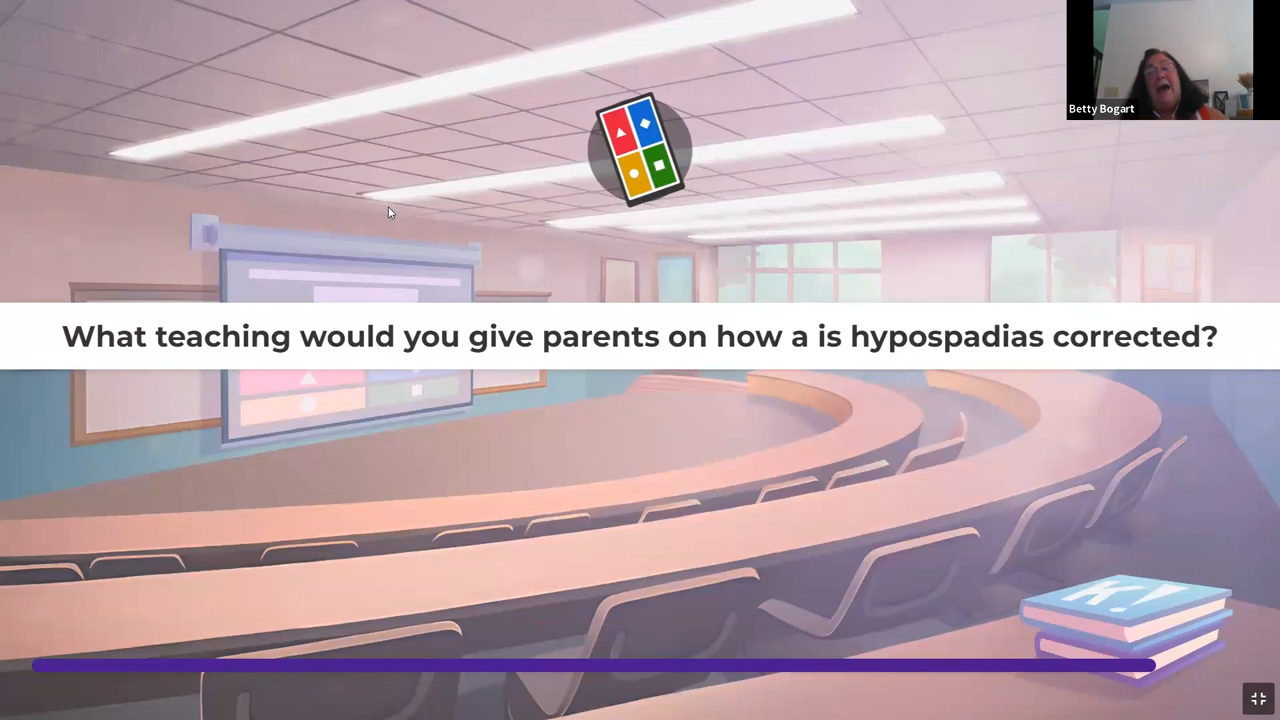 Betty Bogart
What teaching would you give parents on how a is hypospadias corrected?
K!